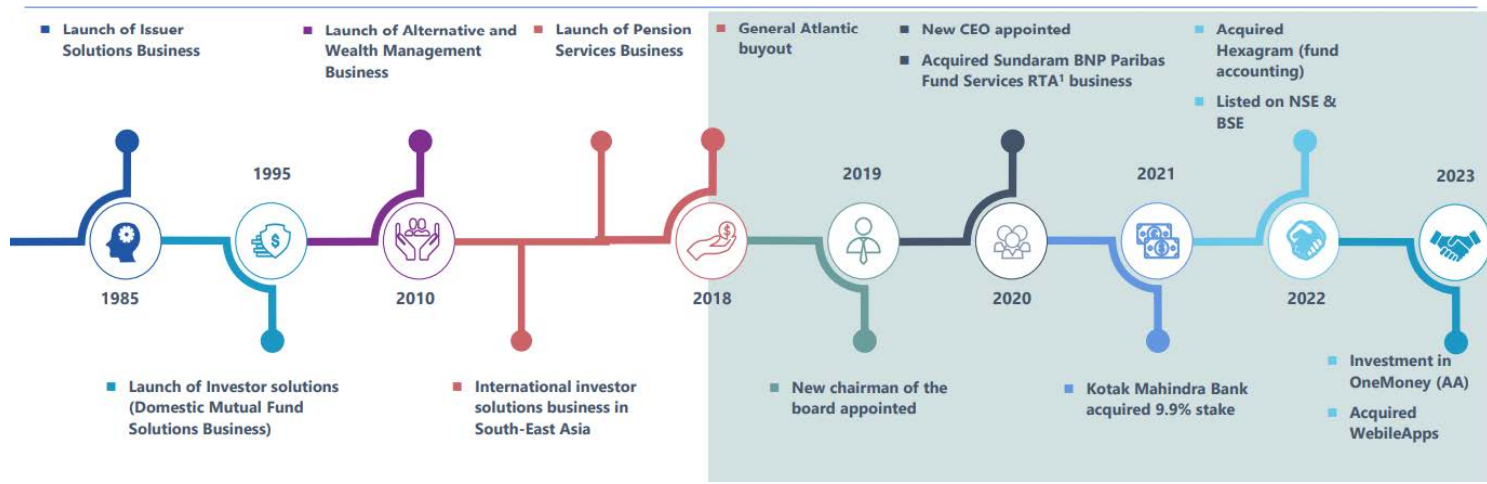 ■ Launch of Issuer
Solutions Business
■ Launch of Alternative and
Wealth Management
Business
■ Launch of Pension
Services Business
■ General Atlantic
buyout
■ New CEO appointed
■ Acquired Sundaram BNP Paribas
Fund Services RTA¹ business
■ Acquired
Hexagram (fund
accounting)
■ Listed on NSE &
BSE
1985
1995
2010
2018
2019
2020
2021
2022
2023
■ Launch of Investor solutions
(Domestic Mutual Fund
Solutions Business)
■ International investor
solutions business in
South-East Asia
■ New chairman of the
board appointed
■ Kotak Mahindra Bank
acquired 9.9% stake
■ Investment in
OneMoney (AA)
■ Acquired
WebileApps